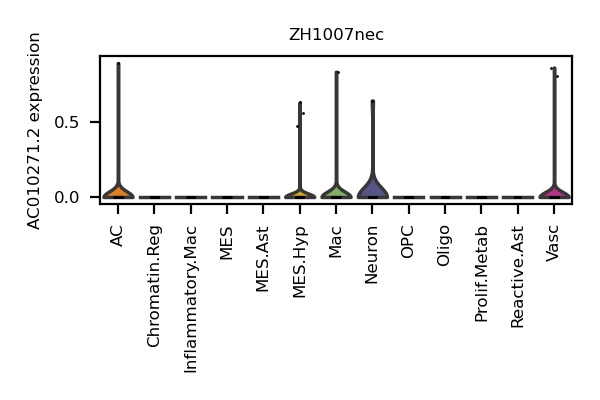 ZH1007nec
AC010271.2 expression
0.5
0.0
AC
Chromatin.Reg
Inflammatory.Mac
MES
MES.Ast
MES.Hyp
Mac
Neuron
OPC
Oligo
Prolif.Metab
Reactive.Ast
Vasc